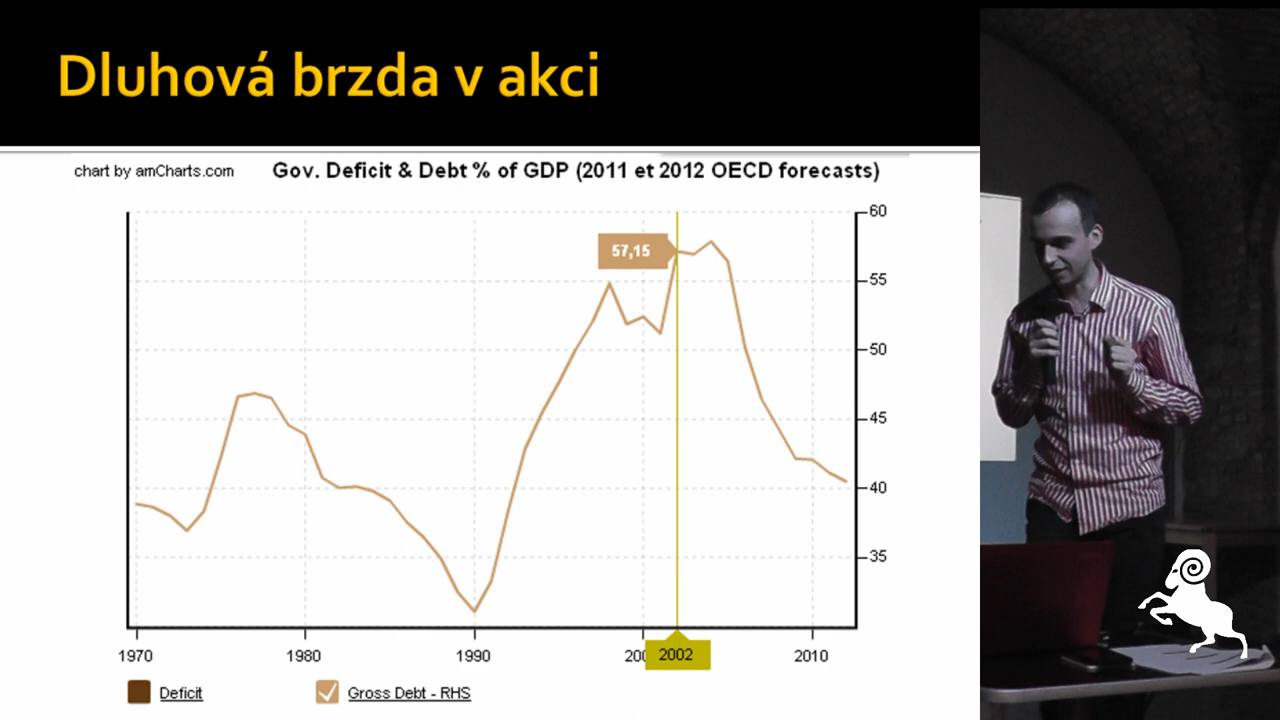 Dluhová brzda v akci
chart by amCharts.com
Gov. Deficit & Debt % of GDP (2011 et 2012 OECD forecasts)
60
57,15
55
50
45
40
35
1970
1980
1990
200
2002
2010
Deficit
Gross Debt - RHS